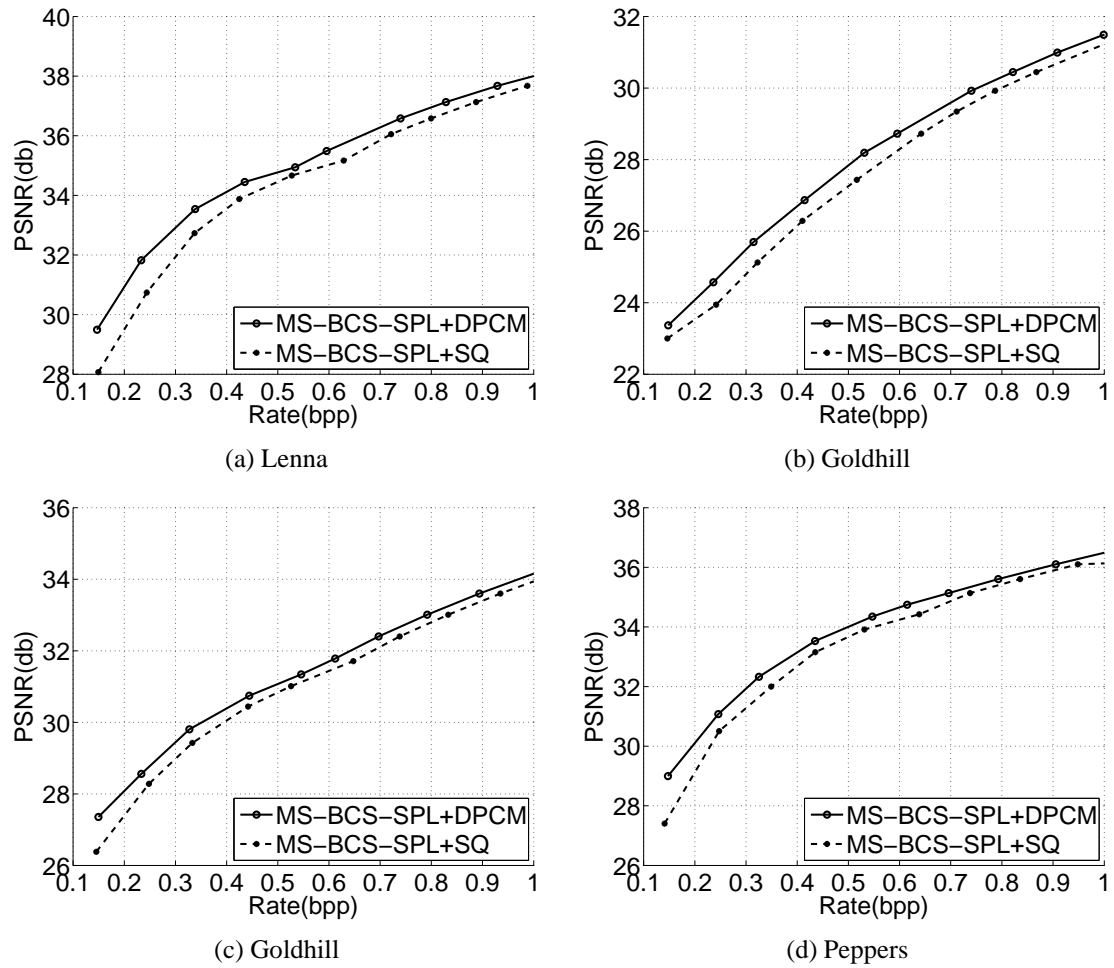 40
38
36
34
32
30
28
PSNR(db)
0.1 0.2 0.3 0.4 0.5 0.6 0.7 0.8 0.9 1
Rate(bpp)
MS−BCS−SPL+DPCM
MS−BCS−SPL+SQ
(a) Lenna
32
30
28
26
24
22
PSNR(db)
0.1 0.2 0.3 0.4 0.5 0.6 0.7 0.8 0.9 1
Rate(bpp)
MS−BCS−SPL+DPCM
MS−BCS−SPL+SQ
(b) Goldhill
36
34
32
30
28
26
PSNR(db)
0.1 0.2 0.3 0.4 0.5 0.6 0.7 0.8 0.9 1
Rate(bpp)
MS−BCS−SPL+DPCM
MS−BCS−SPL+SQ
(c) Goldhill
38
36
34
32
30
28
26
PSNR(db)
0.1 0.2 0.3 0.4 0.5 0.6 0.7 0.8 0.9 1
Rate(bpp)
MS−BCS−SPL+DPCM
MS−BCS−SPL+SQ
(d) Peppers